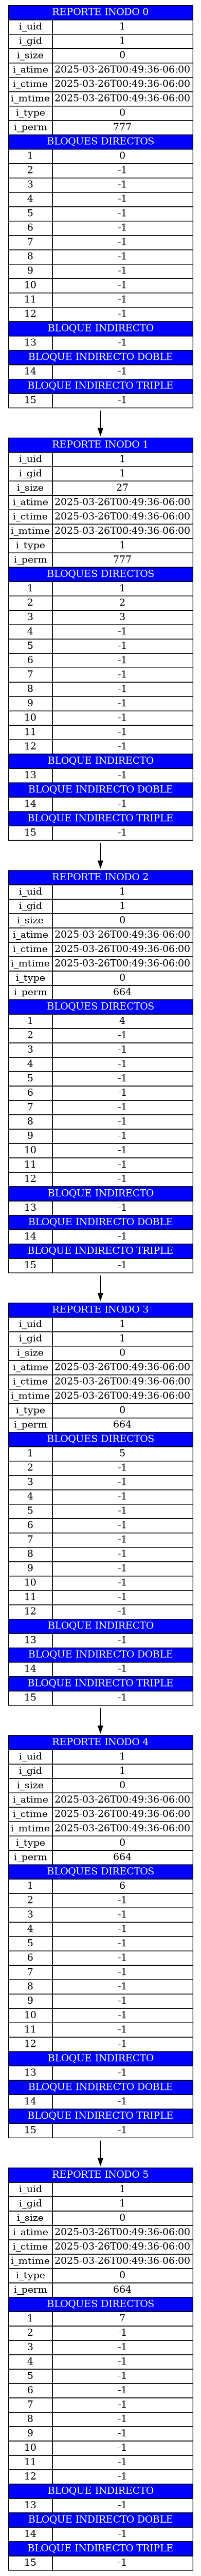 REPORTE INODO 0
i_uid 1
i_gid 1
i_size 0
i_atime 2025-03-26T00:49:36-06:00
i_ctime 2025-03-26T00:49:36-06:00
i_mtime 2025-03-26T00:49:36-06:00
i_type 0
i_perm 777
BLOQUES DIRECTOS
1 0
2 -1
3 -1
4 -1
5 -1
6 -1
7 -1
8 -1
9 -1
10 -1
11 -1
12 -1
BLOQUE INDIRECTO
13 -1
BLOQUE INDIRECTO DOBLE
14 -1
BLOQUE INDIRECTO TRIPLE
15 -1
REPORTE INODO 1
i_uid 1
i_gid 1
i_size 27
i_atime 2025-03-26T00:49:36-06:00
i_ctime 2025-03-26T00:49:36-06:00
i_mtime 2025-03-26T00:49:36-06:00
i_type 1
i_perm 777
BLOQUES DIRECTOS
1 1
2 2
3 3
4 -1
5 -1
6 -1
7 -1
8 -1
9 -1
10 -1
11 -1
12 -1
BLOQUE INDIRECTO
13 -1
BLOQUE INDIRECTO DOBLE
14 -1
BLOQUE INDIRECTO TRIPLE
15 -1
REPORTE INODO 2
i_uid 1
i_gid 1
i_size 0
i_atime 2025-03-26T00:49:36-06:00
i_ctime 2025-03-26T00:49:36-06:00
i_mtime 2025-03-26T00:49:36-06:00
i_type 0
i_perm 664
BLOQUES DIRECTOS
1 4
2 -1
3 -1
4 -1
5 -1
6 -1
7 -1
8 -1
9 -1
10 -1
11 -1
12 -1
BLOQUE INDIRECTO
13 -1
BLOQUE INDIRECTO DOBLE
14 -1
BLOQUE INDIRECTO TRIPLE
15 -1
REPORTE INODO 3
i_uid 1
i_gid 1
i_size 0
i_atime 2025-03-26T00:49:36-06:00
i_ctime 2025-03-26T00:49:36-06:00
i_mtime 2025-03-26T00:49:36-06:00
i_type 0
i_perm 664
BLOQUES DIRECTOS
1 5
2 -1
3 -1
4 -1
5 -1
6 -1
7 -1
8 -1
9 -1
10 -1
11 -1
12 -1
BLOQUE INDIRECTO
13 -1
BLOQUE INDIRECTO DOBLE
14 -1
BLOQUE INDIRECTO TRIPLE
15 -1
REPORTE INODO 4
i_uid 1
i_gid 1
i_size 0
i_atime 2025-03-26T00:49:36-06:00
i_ctime 2025-03-26T00:49:36-06:00
i_mtime 2025-03-26T00:49:36-06:00
i_type 0
i_perm 664
BLOQUES DIRECTOS
1 6
2 -1
3 -1
4 -1
5 -1
6 -1
7 -1
8 -1
9 -1
10 -1
11 -1
12 -1
BLOQUE INDIRECTO
13 -1
BLOQUE INDIRECTO DOBLE
14 -1
BLOQUE INDIRECTO TRIPLE
15 -1
REPORTE INODO 5
i_uid 1
i_gid 1
i_size 0
i_atime 2025-03-26T00:49:36-06:00
i_ctime 2025-03-26T00:49:36-06:00
i_mtime 2025-03-26T00:49:36-06:00
i_type 0
i_perm 664
BLOQUES DIRECTOS
1 7
2 -1
3 -1
4 -1
5 -1
6 -1
7 -1
8 -1
9 -1
10 -1
11 -1
12 -1
BLOQUE INDIRECTO
13 -1
BLOQUE INDIRECTO DOBLE
14 -1
BLOQUE INDIRECTO TRIPLE
15 -1